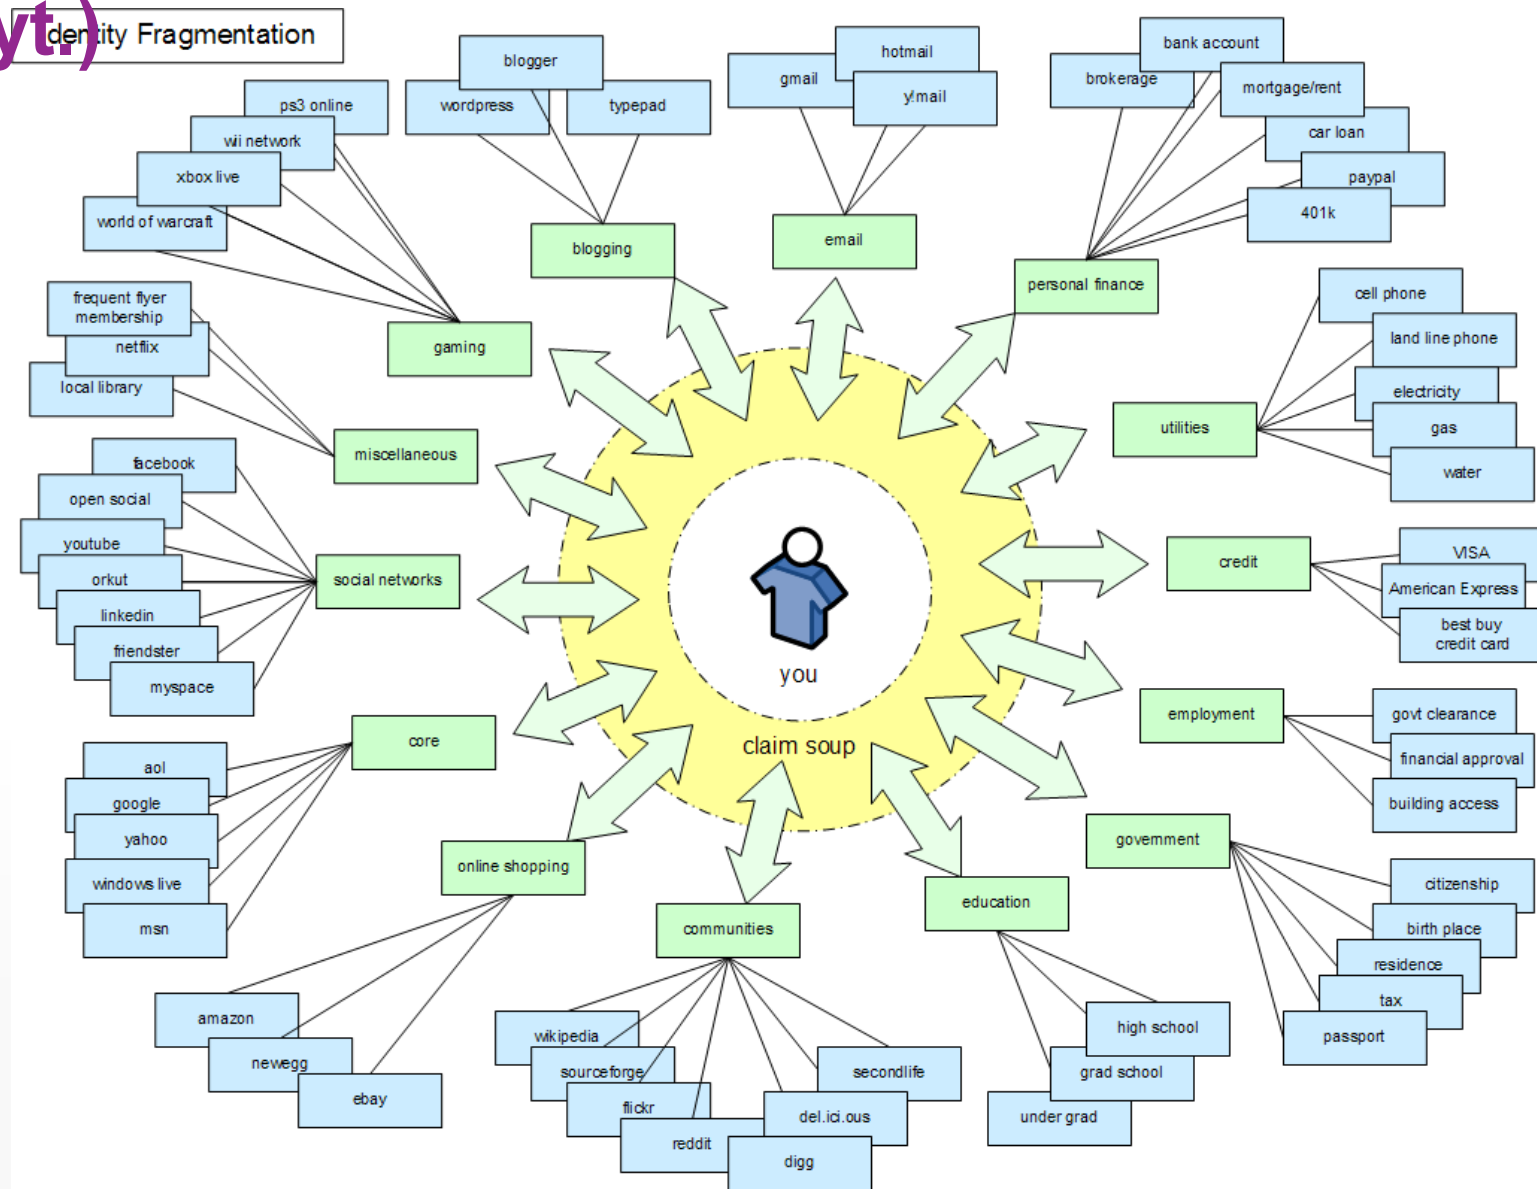 yt.)
dentity Fragmentation
blogger
wordpress
typepad
hotmail
gmail
y!mail
bank account
brokerage
mortgage/rent
car loan
paypal
401k
ps3 online
wii network
xbox live
world of warcraft
blogging
email
personal finance
gaming
frequent flyer
membership
netflix
local library
miscellaneous
cell phone
land line phone
electricity
gas
water
utilities
facebook
open social
youtube
orkut
linkedin
friendster
myspace
social networks
VISA
American Express
best buy
credit card
credit
you
claim soup
core
aol
google
yahoo
windows live
msn
employment
govt clearance
financial approval
building access
government
citizenship
birth place
residence
tax
passport
online shopping
amazon
newegg
ebay
communities
wikipedia
sourceforge
flickr
reddit
digg
del.ici.ous
secondlife
education
high school
grad school
under grad